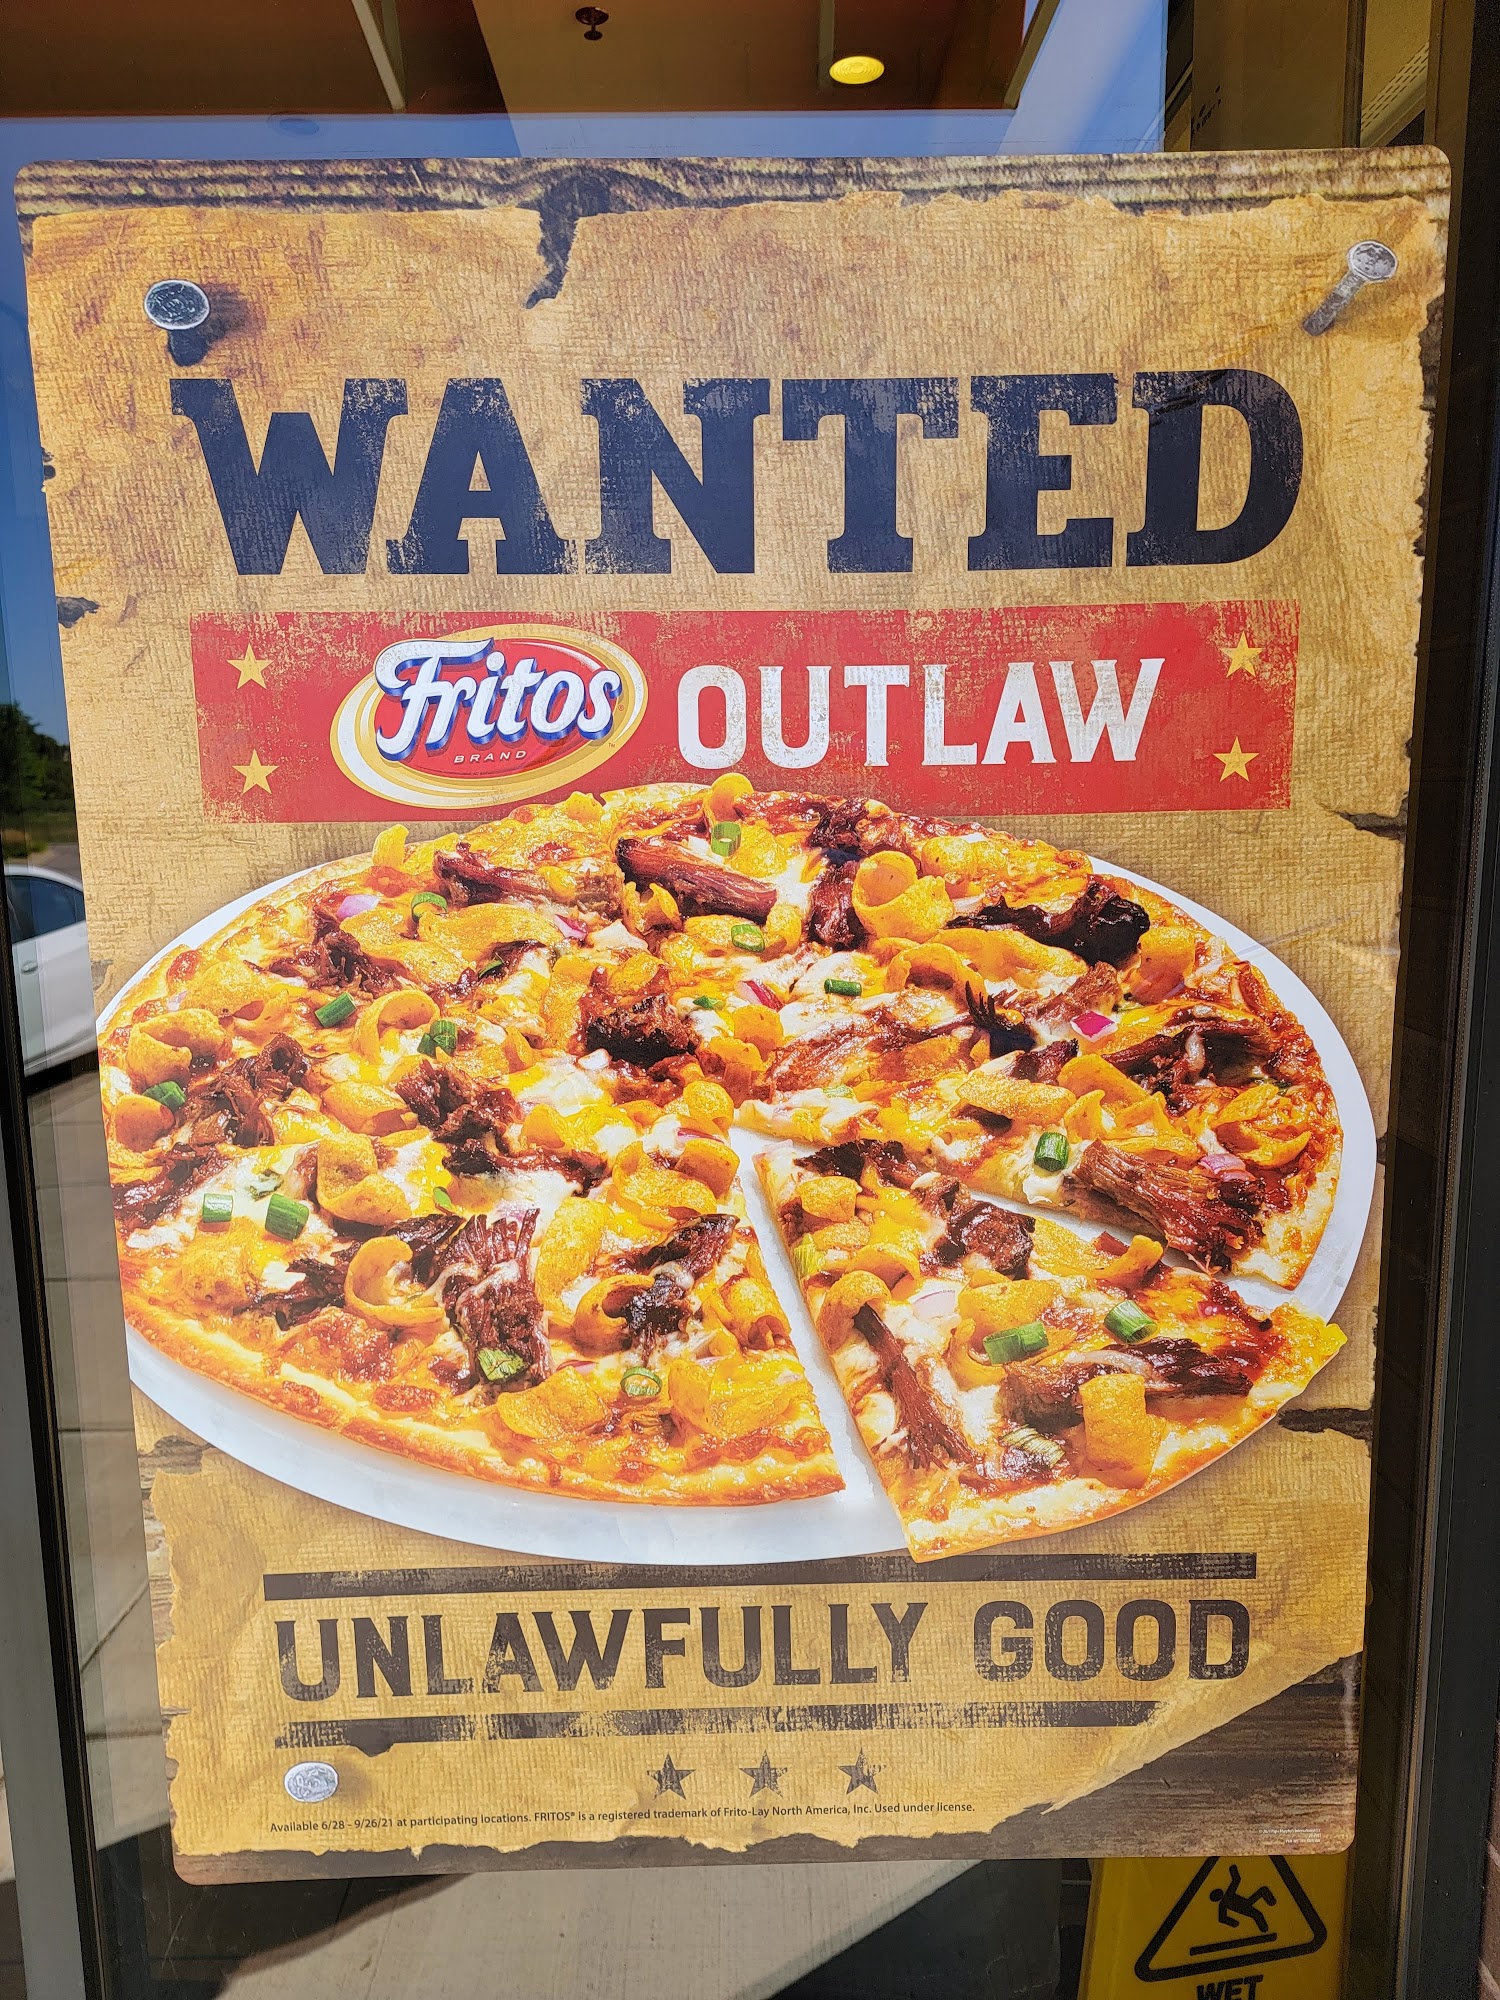 WANTED
Fritos OUTLAW
BRAND
UNLAWFULLY GOOD
Available 6/28 - 9/26/21 at participating locations. FRITOS® is a registered trademark of Frito-Lay North America, Inc. Used under license.
WET